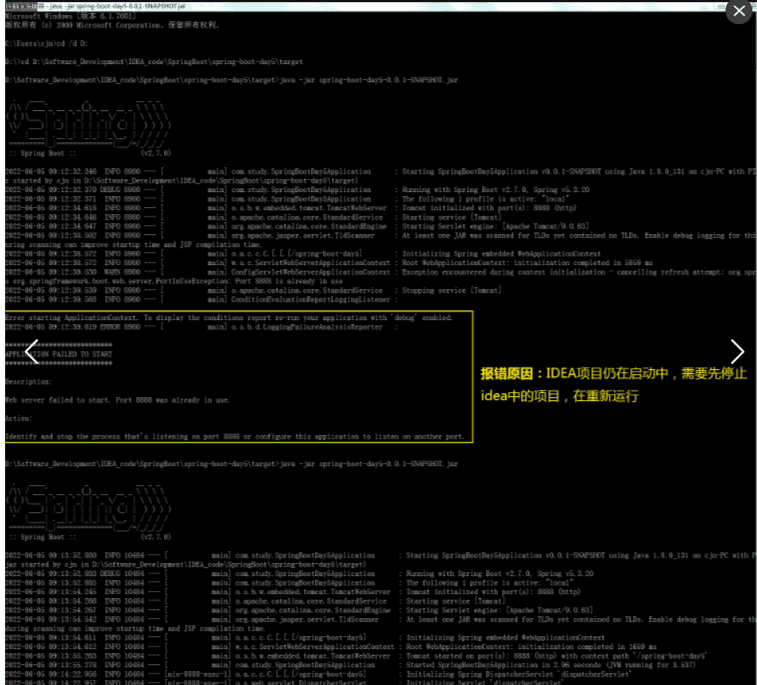 java -jar spring-boot-day5-0.0.1-SNAPSHOT.jar
Microsoft Windows [版本 6.1.7601]
版权所有 (c) 2009 Microsoft Corporation. 保留所有权利。
C:\Users\cjn>cd /d D:
D:\>cd D:\Software_Development\IDEA_code\SpringBoot\spring-boot-day5\target
D:\Software_Development\IDEA_code\SpringBoot\spring-boot-day5\target>java -jar spring-boot-day5-0.0.1-SNAPSHOT.jar
:: Spring Boot :: (v2.7.0)
2022-06-05 09:12:32.346 INFO 8960 --- [ main] com.study.SpringBootDay5Application : Starting SpringBootDay5Application v0.0.1-SNAPSHOT using Java 1.8.0_131 on cjn-PC with PI
r started by cjn in D:\Software_Development\IDEA_code\SpringBoot\spring-boot-day5\target)
2022-06-05 09:12:32.370 DEBUG 8960 --- [ main] com.study.SpringBootDay5Application : Running with Spring Boot v2.7.0, Spring v5.3.20
2022-06-05 09:12:32.371 INFO 8960 --- [ main] com.study.SpringBootDay5Application : The following 1 profile is active: "local"
2022-06-05 09:12:34.618 INFO 8960 --- [ main] o.s.b.w.embedded.tomcat.TomcatWebServer : Tomcat initialized with port(s): 8888 (http)
2022-06-05 09:12:34.646 INFO 8960 --- [ main] o.apache.catalina.core.StandardService : Starting service [Tomcat]
2022-06-05 09:12:34.647 INFO 8960 --- [ main] org.apache.catalina.core.StandardEngine : Starting Servlet engine: [Apache Tomcat/9.0.63]
2022-06-05 09:12:38.502 INFO 8960 --- [ main] org.apache.jasper.servlet.TldScanner : At least one JAR was scanned for TLDs yet contained no TLDs. Enable debug logging for thi
uring scanning can improve startup time and JSP compilation time.
2022-06-05 09:12:38.572 INFO 8960 --- [ main] o.a.c.c.C.[.[.[/spring-boot-day5] : Initializing Spring embedded WebApplicationContext
2022-06-05 09:12:38.572 INFO 8960 --- [ main] w.s.c.ServletWebServerApplicationContext : Root WebApplicationContext: initialization completed in 5859 ms
2022-06-05 09:12:39.530 WARN 8960 --- [ main] ConfigServletWebServerApplicationContext : Exception encountered during context initialization - cancelling refresh attempt: org.spr
s org.springframework.boot.web.server.PortInUseException: Port 8888 is already in use
2022-06-05 09:12:39.539 INFO 8960 --- [ main] o.apache.catalina.core.StandardService : Stopping service [Tomcat]
2022-06-05 09:12:39.568 INFO 8960 --- [ main] ConditionEvaluationReportLoggingListener :
Error starting ApplicationContext. To display the conditions report re-run your application with 'debug' enabled.
2022-06-05 09:12:39.619 ERROR 8960 --- [ main] o.s.b.d.LoggingFailureAnalysisReporter :
***************************
APPLICATION FAILED TO START
***************************
Description:
Web server failed to start. Port 8888 was already in use.
Action:
Identify and stop the process that's listening on port 8888 or configure this application to listen on another port.
报错原因：IDEA项目仍在启动中，需要先停止
idea中的项目，在重新运行
D:\Software_Development\IDEA_code\SpringBoot\spring-boot-day5\target>java -jar spring-boot-day5-0.0.1-SNAPSHOT.jar
:: Spring Boot :: (v2.7.0)
2022-06-05 09:13:52.880 INFO 10484 --- [ main] com.study.SpringBootDay5Application : Starting SpringBootDay5Application v0.0.1-SNAPSHOT using Java 1.8.0_131 on cjn-PC with P
jar started by cjn in D:\Software_Development\IDEA_code\SpringBoot\spring-boot-day5\target)
2022-06-05 09:13:52.883 DEBUG 10484 --- [ main] com.study.SpringBootDay5Application : Running with Spring Boot v2.7.0, Spring v5.3.20
2022-06-05 09:13:52.883 INFO 10484 --- [ main] com.study.SpringBootDay5Application : The following 1 profile is active: "local"
2022-06-05 09:13:54.245 INFO 10484 --- [ main] o.s.b.w.embedded.tomcat.TomcatWebServer : Tomcat initialized with port(s): 8888 (http)
2022-06-05 09:13:54.266 INFO 10484 --- [ main] o.apache.catalina.core.StandardService : Starting service [Tomcat]
2022-06-05 09:13:54.267 INFO 10484 --- [ main] org.apache.catalina.core.StandardEngine : Starting Servlet engine: [Apache Tomcat/9.0.63]
2022-06-05 09:13:54.542 INFO 10484 --- [ main] org.apache.jasper.servlet.TldScanner : At least one JAR was scanned for TLDs yet contained no TLDs. Enable debug logging for th
during scanning can improve startup time and JSP compilation time.
2022-06-05 09:13:54.611 INFO 10484 --- [ main] o.a.c.c.C.[.[.[/spring-boot-day5] : Initializing Spring embedded WebApplicationContext
2022-06-05 09:13:54.612 INFO 10484 --- [ main] w.s.c.ServletWebServerApplicationContext : Root WebApplicationContext: initialization completed in 1659 ms
2022-06-05 09:13:55.263 INFO 10484 --- [ main] o.s.b.w.embedded.tomcat.TomcatWebServer : Tomcat started on port(s): 8888 (http) with context path '/spring-boot-day5'
2022-06-05 09:13:55.278 INFO 10484 --- [ main] com.study.SpringBootDay5Application : Started SpringBootDay5Application in 2.96 seconds (JVM running for 3.537)
2022-06-05 09:14:22.956 INFO 10484 --- [nio-8888-exec-1] o.a.c.c.C.[.[.[/spring-boot-day5] : Initializing Spring DispatcherServlet 'dispatcherServlet'
2022-06-05 09:14:22.957 INFO 10484 --- [nio-8888-exec-1] o.s.web.servlet.DispatcherServlet : Initializing Servlet 'dispatcherServlet'